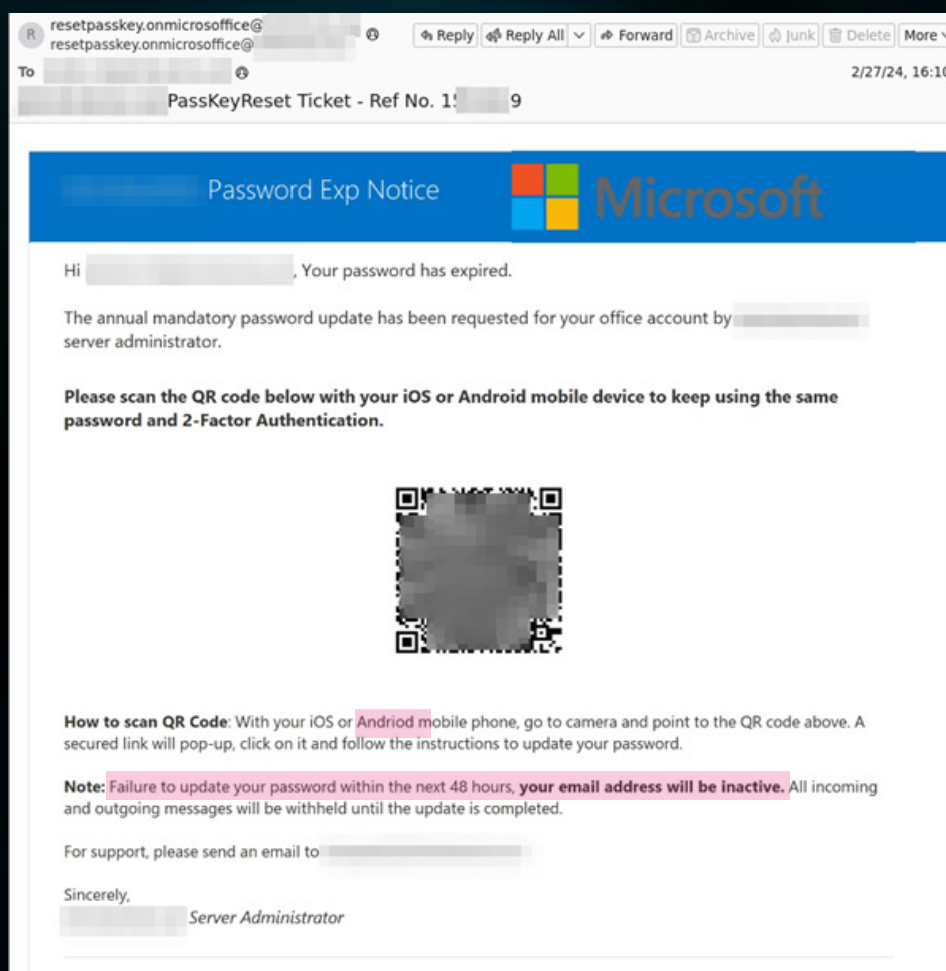 R
resetpasskey.onmicrosoffice@
resetpasskey.onmicrosoffice@
Reply Reply All Forward Archive Junk Delete More
To
2/27/24, 16:10
PassKeyReset Ticket - Ref No. 15 9
Password Exp Notice Microsoft
Hi , Your password has expired.
The annual mandatory password update has been requested for your office account by
server administrator.
Please scan the QR code below with your iOS or Android mobile device to keep using the same
password and 2-Factor Authentication.
How to scan QR Code: With your iOS or Andriod mobile phone, go to camera and point to the QR code above. A
secured link will pop-up, click on it and follow the instructions to update your password.
Note: Failure to update your password within the next 48 hours, your email address will be inactive. All incoming
and outgoing messages will be withheld until the update is completed.
For support, please send an email to
Sincerely,
Server Administrator